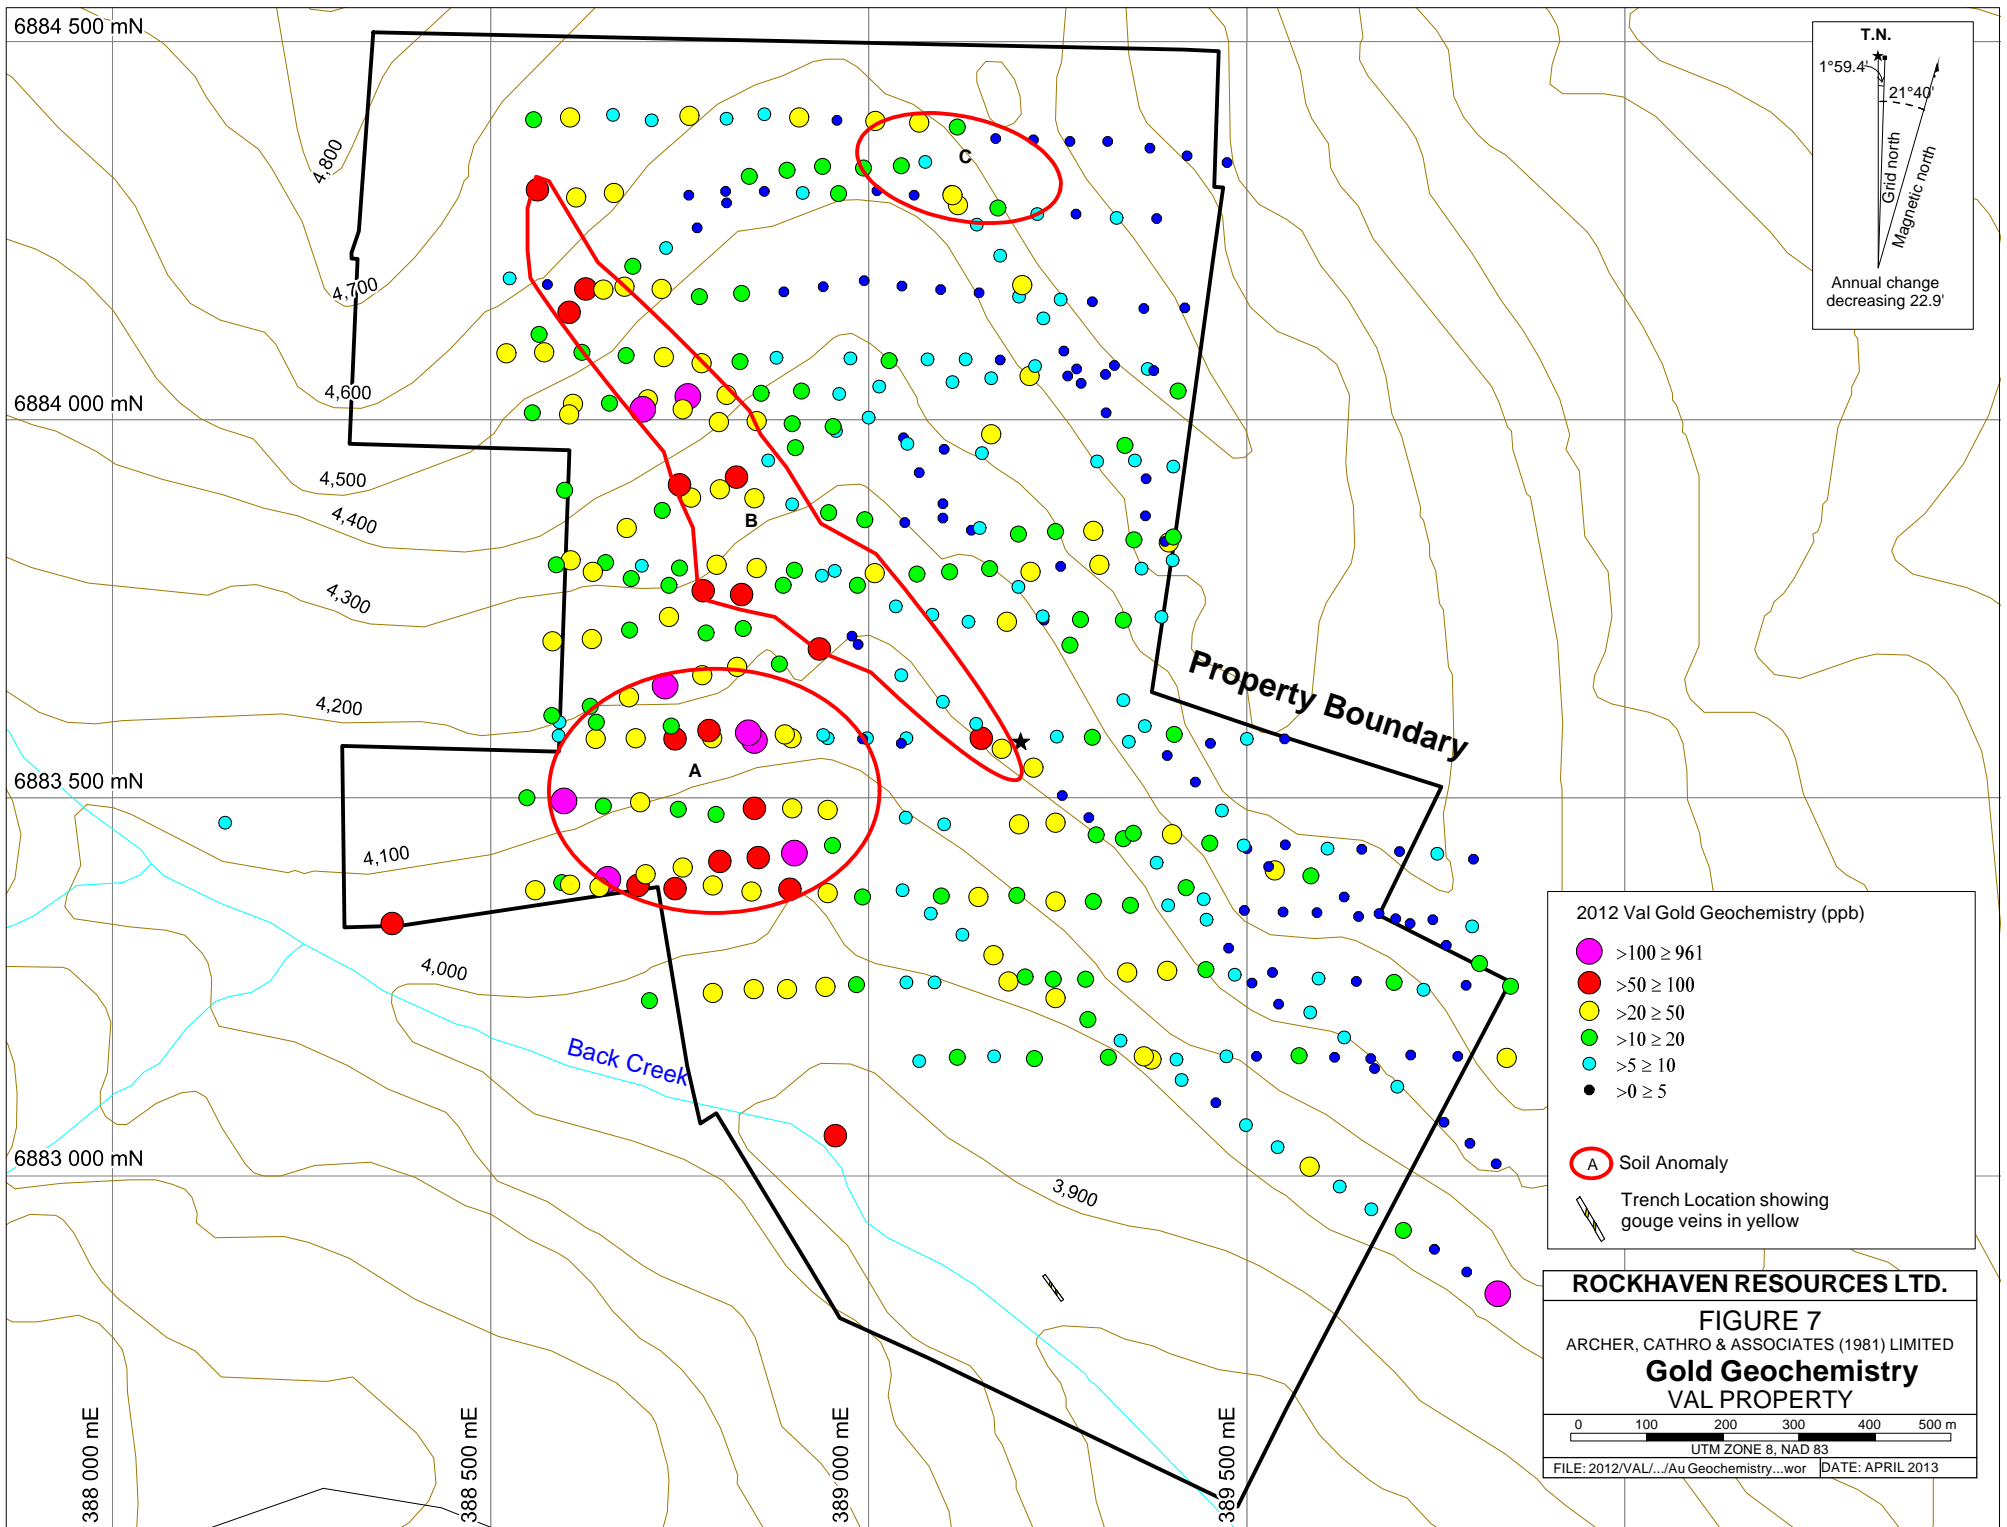 6884 500 mN
T.N.
1°59.4'
21°40'
Grid north
Magnetic north
Annual change
decreasing 22.9'
4,800
C
4,700
4,600
6884 000 mN
4,500
4,400
B
4,300
Property Boundary
4,200
A
6883 500 mN
4,100
4,000
Back Creek
2012 Val Gold Geochemistry (ppb)
>100 ≥ 961
>50 ≥ 100
>20 ≥ 50
>10 ≥ 20
>5 ≥ 10
>0 ≥ 5
6883 000 mN
A Soil Anomaly
3,900
Trench Location showing
gouge veins in yellow
ROCKHAVEN RESOURCES LTD.
FIGURE 7
ARCHER, CATHRO & ASSOCIATES (1981) LIMITED
Gold Geochemistry
VAL PROPERTY
0 100 200 300 400 500 m
UTM ZONE 8, NAD 83
FILE: 2012/VAL/.../Au Geochemistry...wor DATE: APRIL 2013
388 000 mE
388 500 mE
389 000 mE
389 500 mE